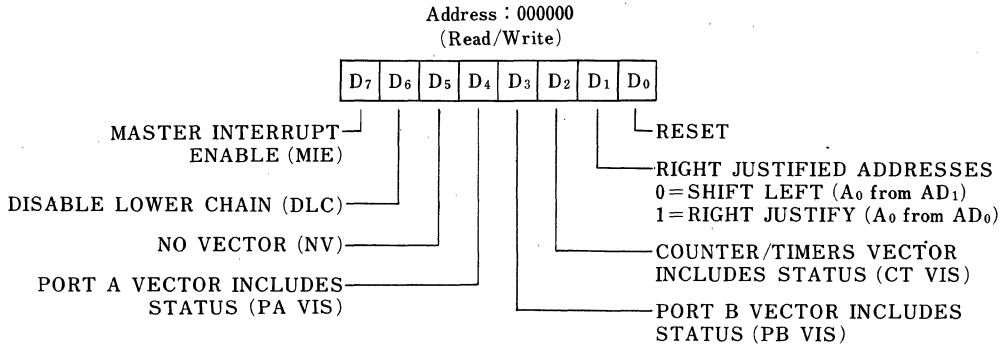 Address : 000000
(Read/Write)
D7 D6 D5 D4 D3 D2 D1 D0
MASTER INTERRUPT
ENABLE (MIE)
DISABLE LOWER CHAIN (DLC)
NO VECTOR (NV)
PORT A VECTOR INCLUDES
STATUS (PA VIS)
RESET
RIGHT JUSTIFIED ADDRESSES
0=SHIFT LEFT (A0 from AD1)
1=RIGHT JUSTIFY (A0 from AD0)
COUNTER/TIMERS VECTOR
INCLUDES STATUS (CT VIS)
PORT B VECTOR INCLUDES
STATUS (PB VIS)